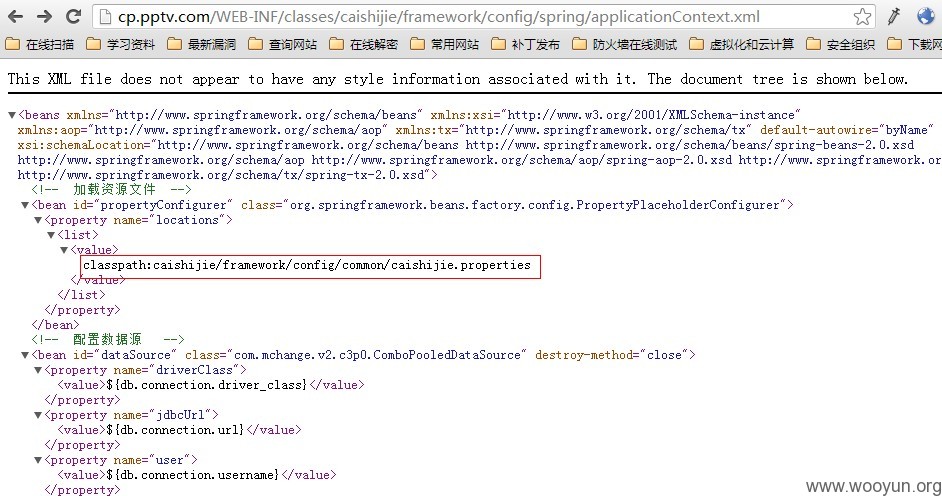 cp.pptv.com/WEB-INF/classes/caishijie/framework/config/spring/applicationContext.xml
在线扫描 学习资料 最新漏洞 查询网站 在线解密 常用网站 补丁发布 防火墙在线测试 虚拟化和云计算 安全组织 下载网
This XML file does not appear to have any style information associated with it. The document tree is shown below.
▼<beans xmlns="http://www.springframework.org/schema/beans" xmlns:xsi="http://www.w3.org/2001/XMLSchema-instance"
xmlns:aop="http://www.springframework.org/schema/aop" xmlns:tx="http://www.springframework.org/schema/tx" default-autowire="byName"
xsi:schemaLocation="http://www.springframework.org/schema/beans http://www.springframework.org/schema/beans/spring-beans-2.0.xsd
http://www.springframework.org/schema/aop http://www.springframework.org/schema/aop/spring-aop-2.0.xsd http://www.springframework.or
http://www.springframework.org/schema/tx/spring-tx-2.0.xsd">
<!-- 加载资源文件 -->
▼<bean id="propertyConfigurer" class="org.springframework.beans.factory.config.PropertyPlaceholderConfigurer">
▼<property name="locations">
▼<list>
▼<value>
classpath:caishijie/framework/config/common/caishijie.properties
</value>
</list>
</property>
</bean>
<!-- 配置数据源 -->
▼<bean id="dataSource" class="com.mchange.v2.c3p0.ComboPooledDataSource" destroy-method="close">
▼<property name="driverClass">
<value>${db.connection.driver_class}</value>
</property>
▼<property name="jdbcUrl">
<value>${db.connection.url}</value>
</property>
▼<property name="user">
<value>${db.connection.username}</value>
</property>
www.wooyun.org